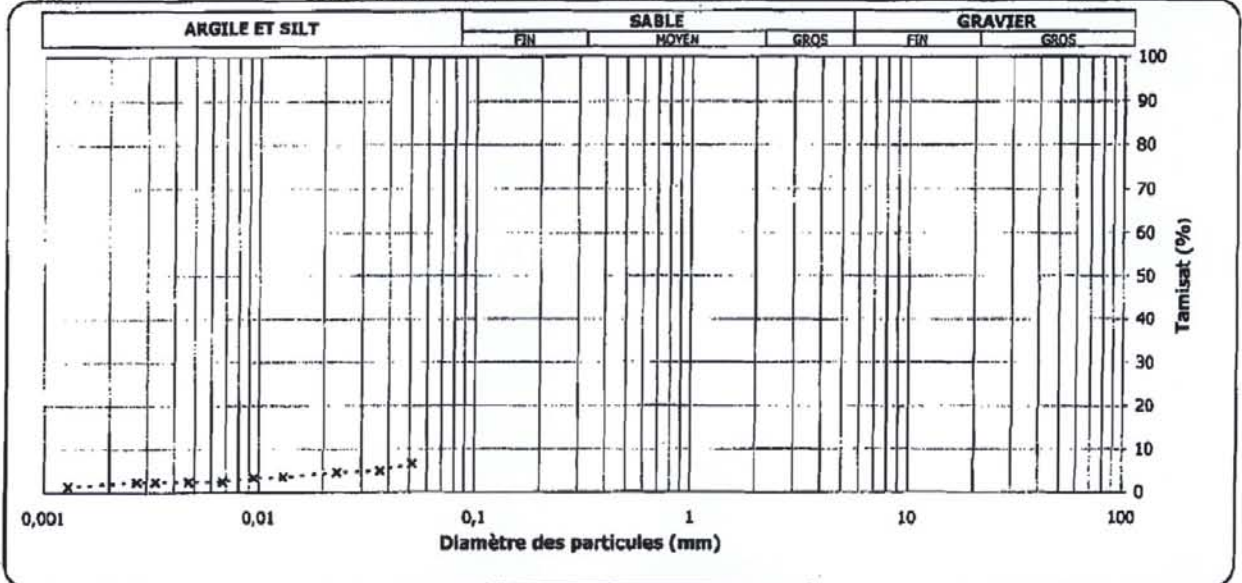 ARGILE ET SILT
SABLE
GRAVIER
FIN MOYEN GROS FIN GROS
100
90
80
70
60
50
40
30
20
10
0
Tamisat (%)
0,001 0,01 0,1 1 10 100
Diamètre des particules (mm)